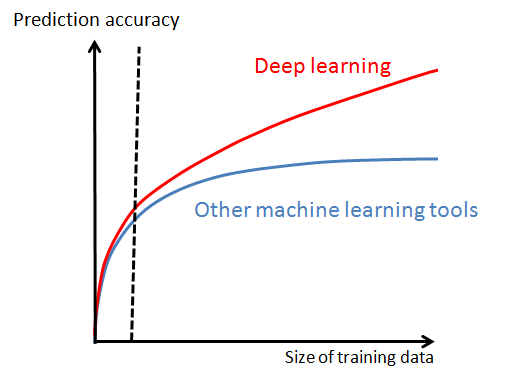 Prediction accuracy
Deep learning
Other machine learning tools
Size of training data